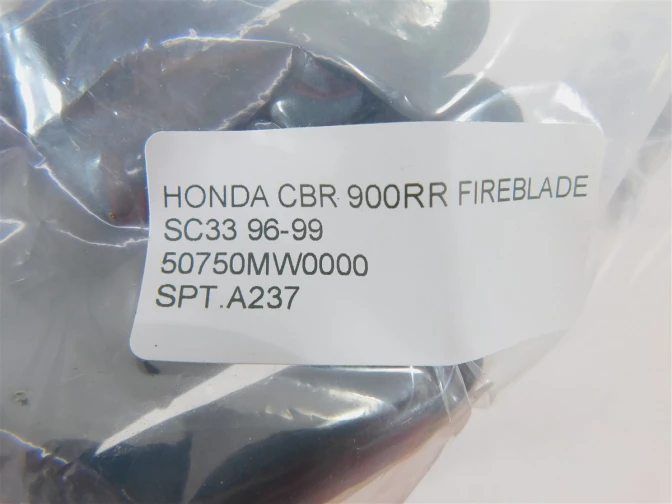 HONDA CBR 900RR FIREBLADE
SC33 96-99
50750MW0000
SPT.A237